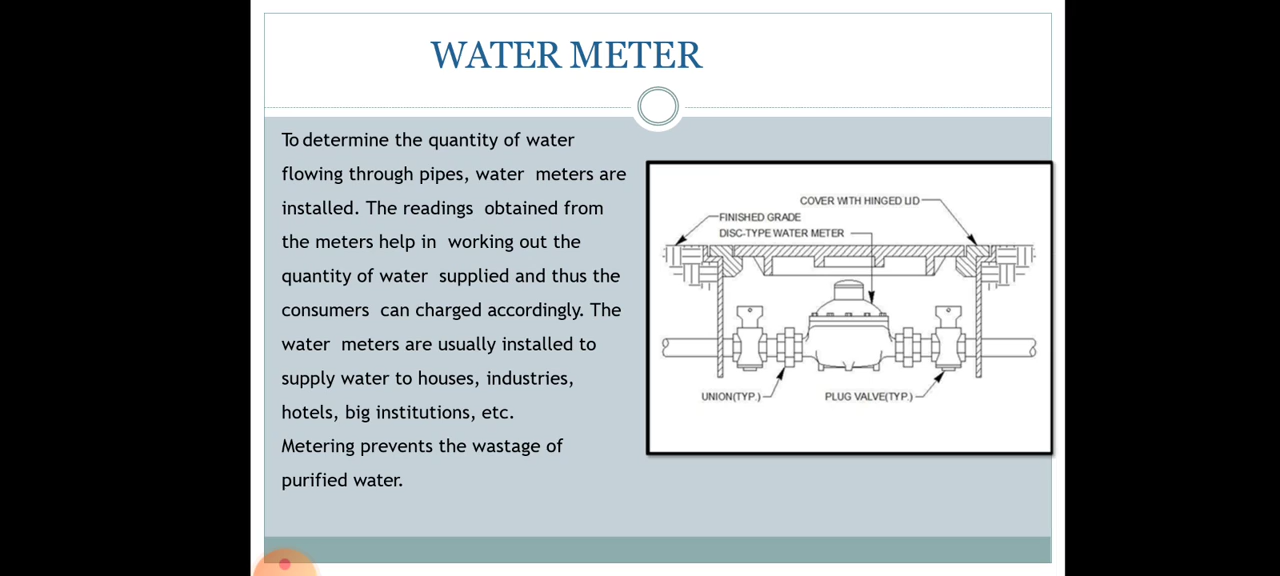 WATER METER
To determine the quantity of water
flowing through pipes, water meters are
installed. The readings obtained from
the meters help in working out the
quantity of water supplied and thus the
consumers can charged accordingly. The
water meters are usually installed to
supply water to houses, industries,
hotels, big institutions, etc.
Metering prevents the wastage of
purified water.
COVER WITH HINGED LID
FINISHED GRADE
DISC-TYPE WATER METER
UNION(TYP.)
PLUG VALVE(TYP.)